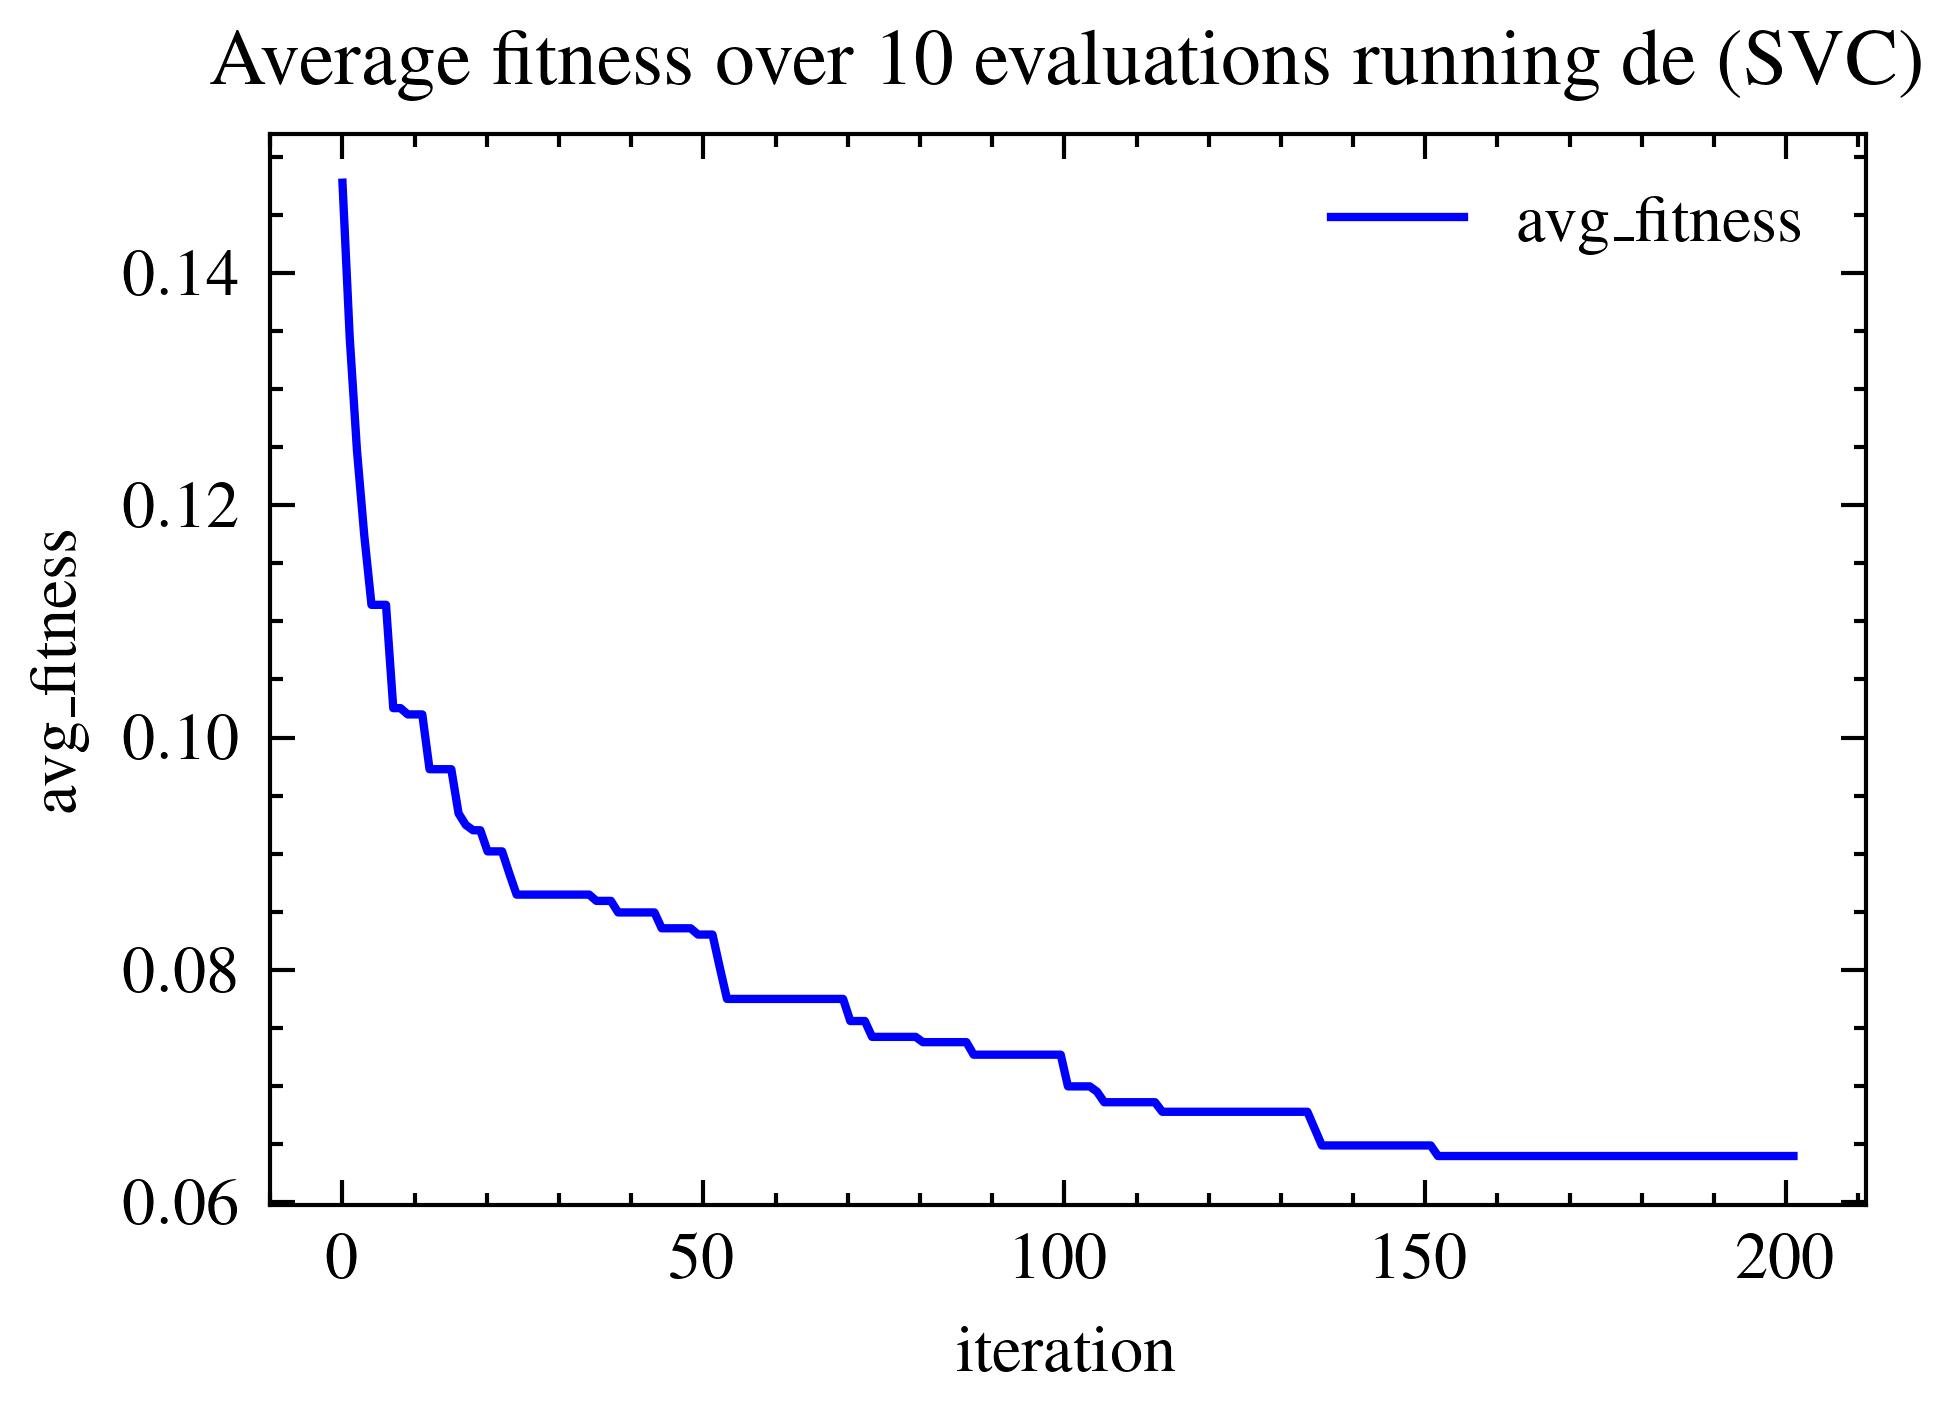 Average fitness over 10 evaluations running de (SVC)
avg_fitness
0.14
0.12
0.10
0.08
0.06
avg_fitness
0
50
100
150
200
iteration